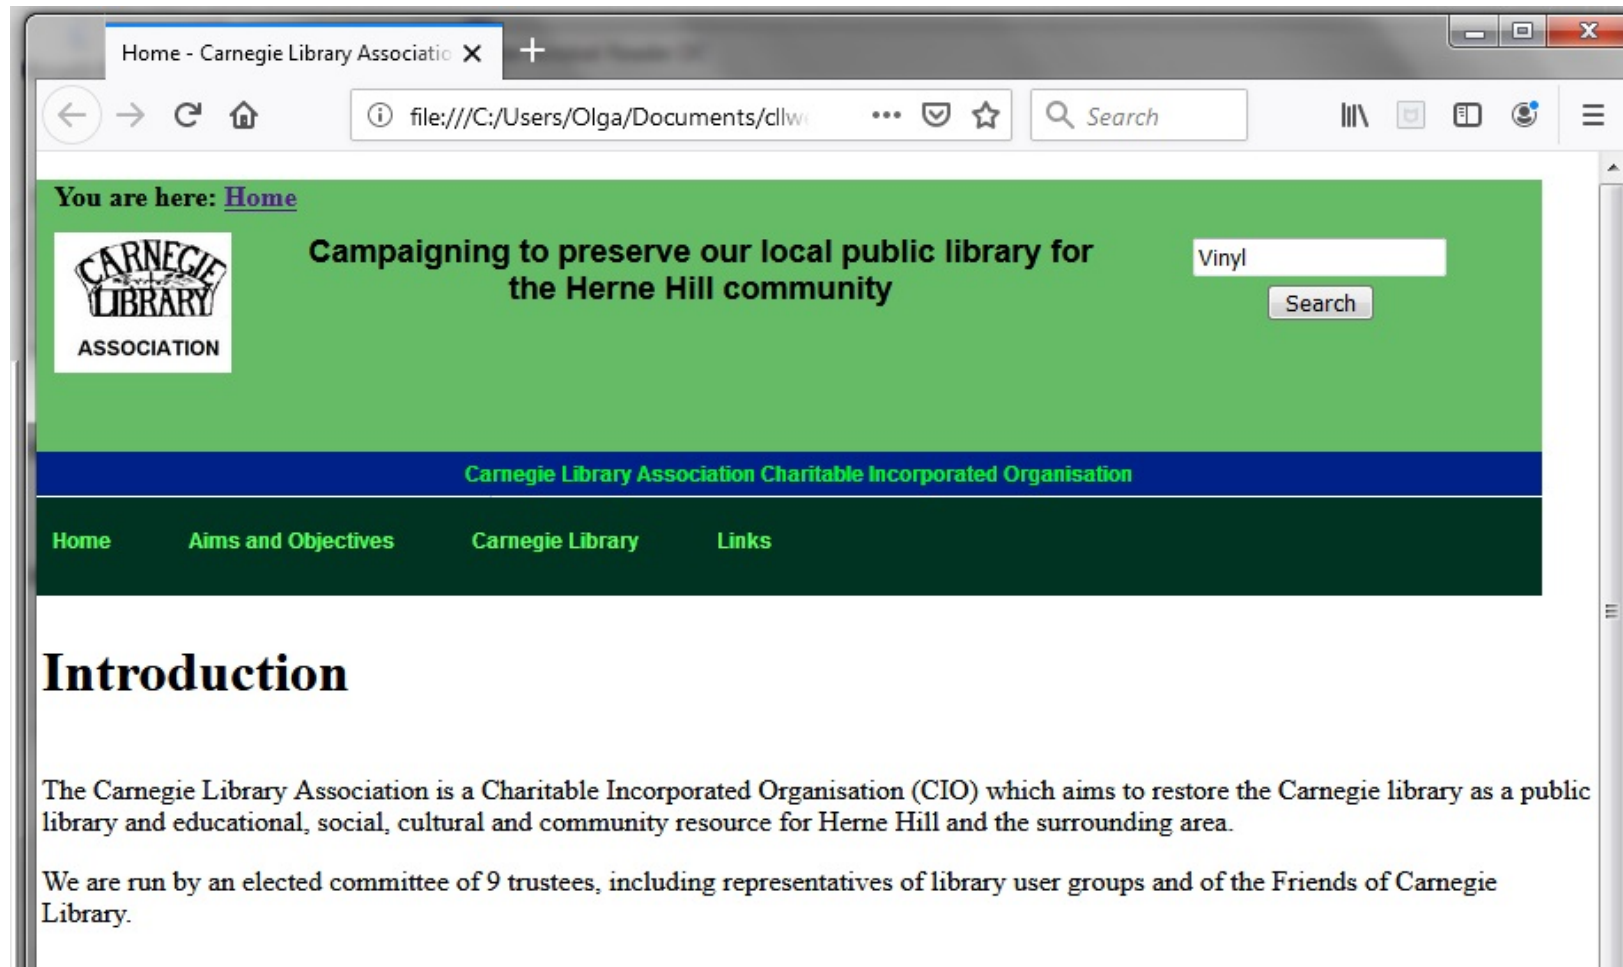 Home - Carnegie Library Associatio
file:///C:/Users/Olga/Documents/cllw
Search
You are here: Home
CARNEGIE
LIBRARY
ASSOCIATION
Campaigning to preserve our local public library for
the Herne Hill community
Vinyl
Search
Carnegie Library Association Charitable Incorporated Organisation
Home Aims and Objectives Carnegie Library Links
Introduction
The Carnegie Library Association is a Charitable Incorporated Organisation (CIO) which aims to restore the Carnegie library as a public
library and educational, social, cultural and community resource for Herne Hill and the surrounding area.
We are run by an elected committee of 9 trustees, including representatives of library user groups and of the Friends of Carnegie
Library.